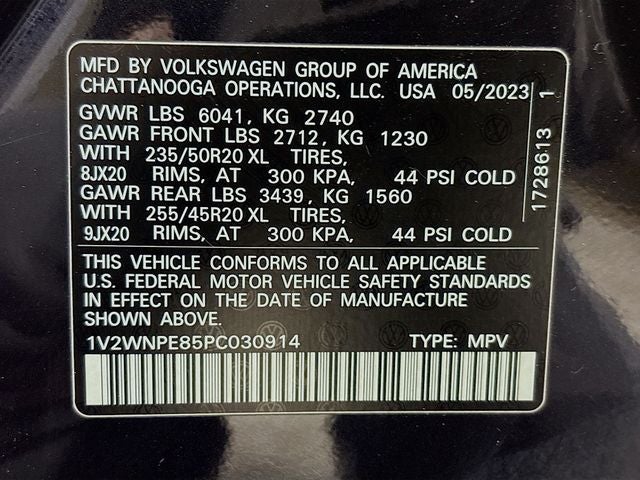 MFD BY VOLKSWAGEN GROUP OF AMERICA
CHATTANOOGA OPERATIONS, LLC. USA 05/2023
GVWR LBS 6041, KG 2740
GAWR FRONT LBS 2712, KG 1230
WITH 235/50R20 XL TIRES,
8JX20 RIMS, AT 300 KPA, 44 PSI COLD
GAWR REAR LBS 3439, KG 1560
WITH 255/45R20 XL TIRES,
9JX20 RIMS, AT 300 KPA, 44 PSI COLD
THIS VEHICLE CONFORMS TO ALL APPLICABLE
U.S. FEDERAL MOTOR VEHICLE SAFETY STANDARDS
IN EFFECT ON THE DATE OF MANUFACTURE
SHOWN ABOVE.
1V2WNPE85PC030914 TYPE: MPV
17286.13 1